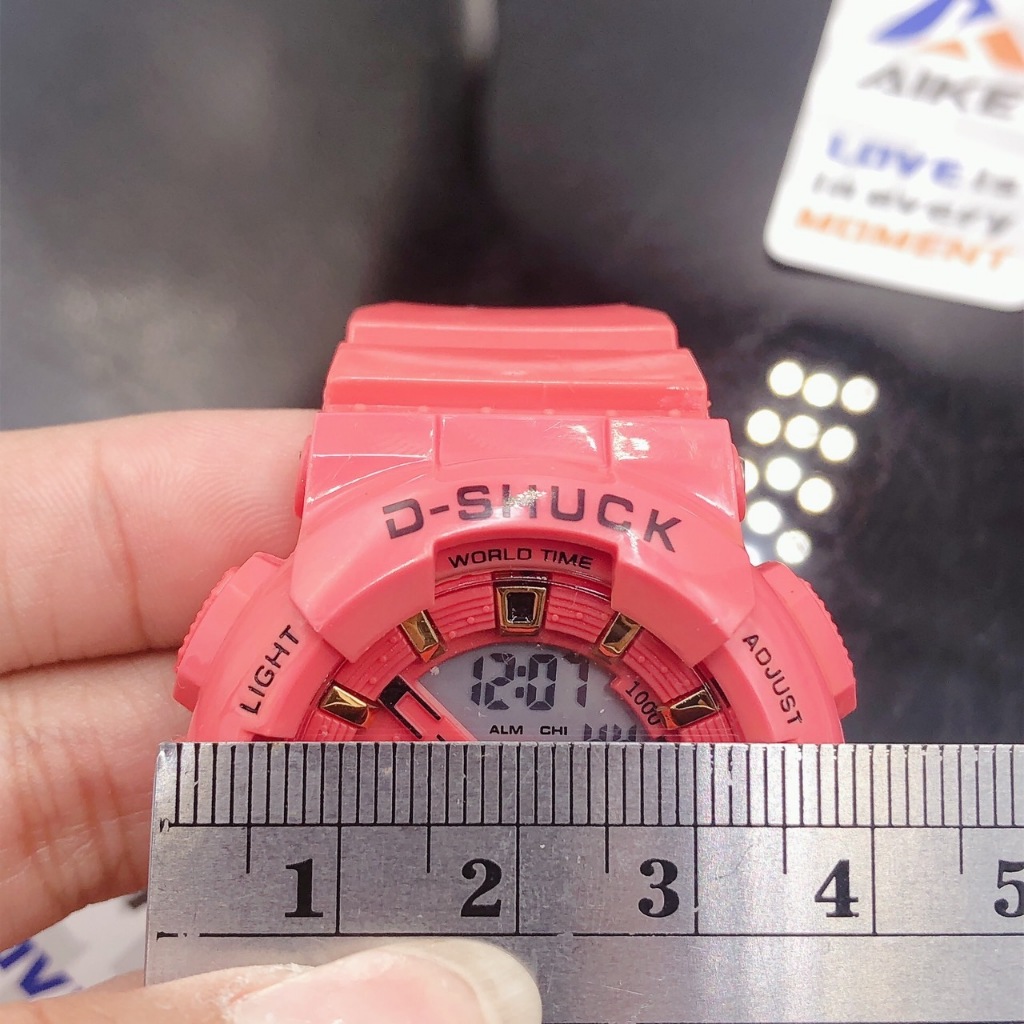 AIKE
LOVE is
in every
MOMENT
D-SHUCK
WORLD TIME
LIGHT
ADJUST
12:07
1000
ALM CHI
1 2 3 4 5